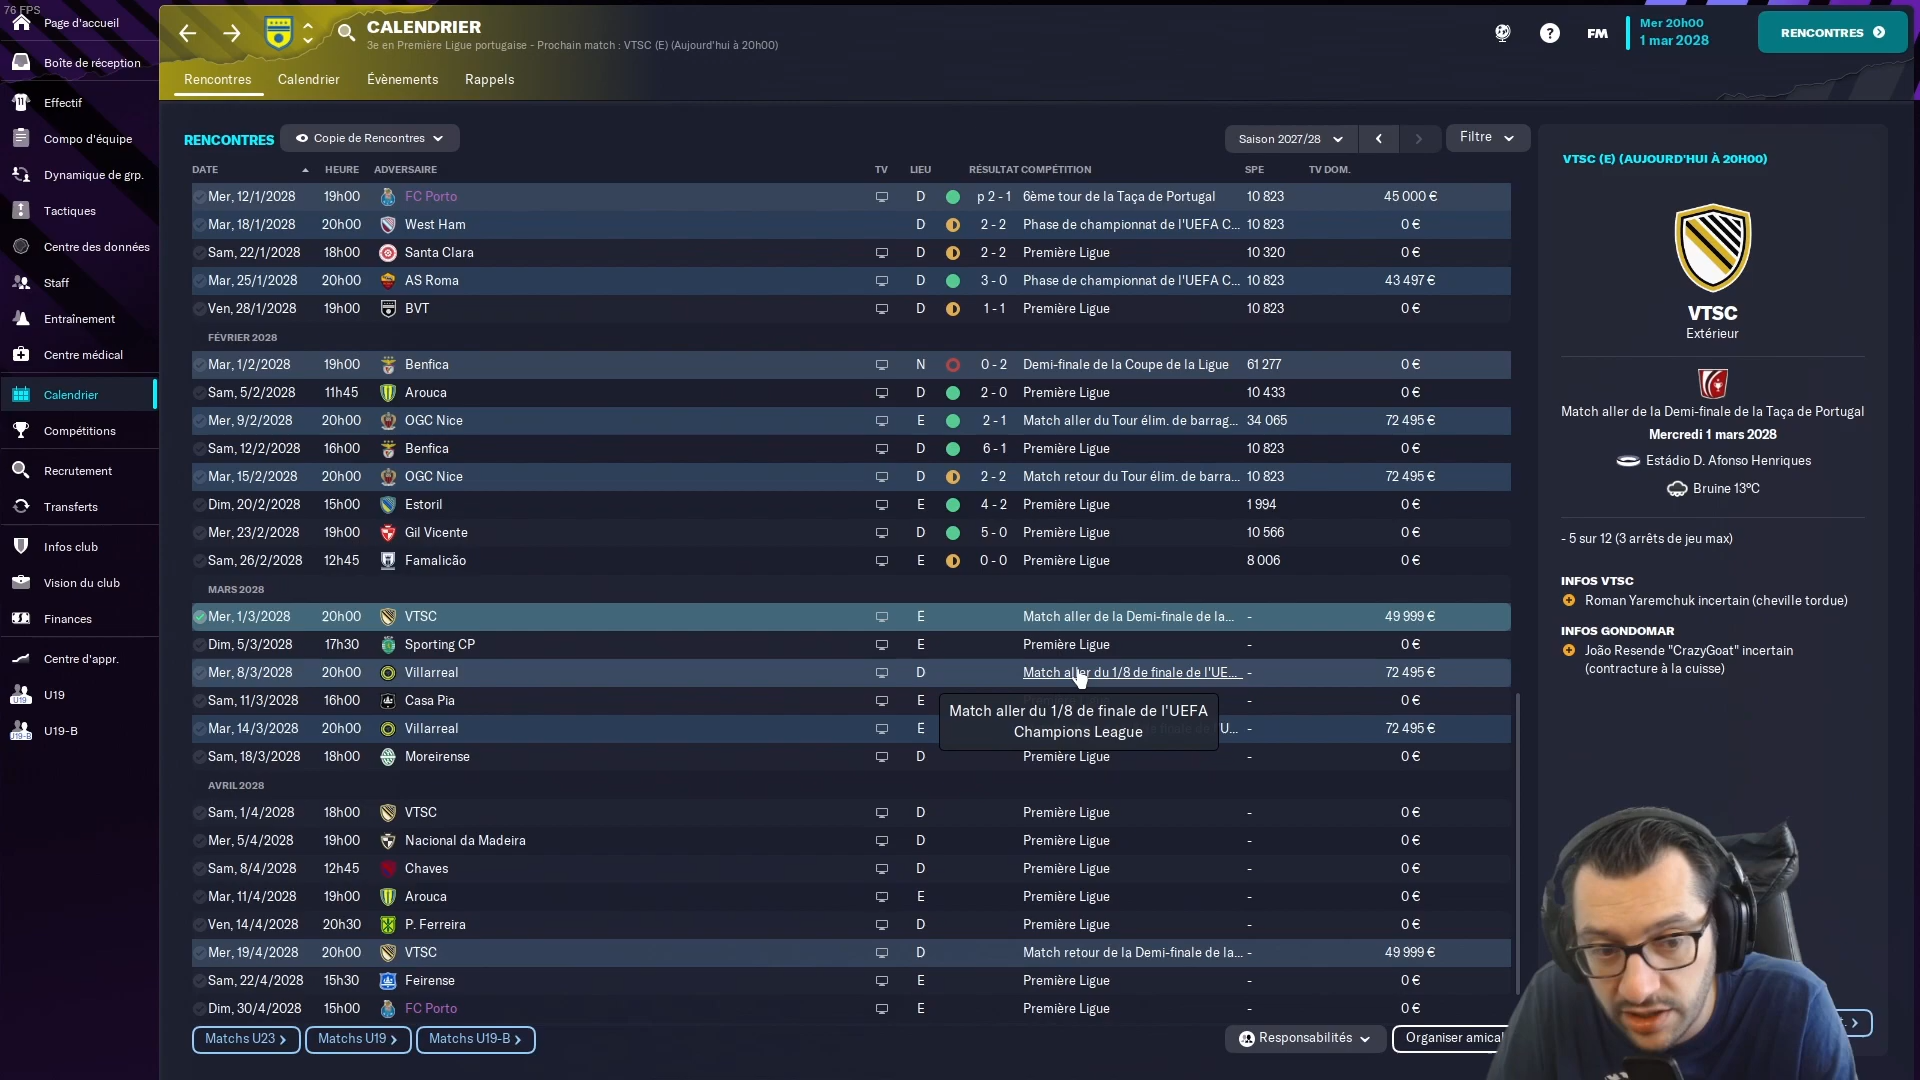 76 FPS
Page d'accueil
Boîte de réception
Effectif
Compo d'équipe
Dynamique de grp.
Tactiques
Centre des données
Staff
Entraînement
Centre médical
Calendrier
Compétitions
Recrutement
Transferts
Infos club
Vision du club
Finances
Centre d'appr.
U19
U19-B
CALENDRIER
3e en Première Ligue portugaise - Prochain match : VTSC (E) (Aujourd'hui à 20h00)
FM
Mer 20h00
1 mar 2028
RENCONTRES
Rencontres Calendrier Évènements Rappels
RENCONTRES Copie de Rencontres Saison 2027/28 Filtre
DATE HEURE ADVERSAIRE TV LIEU RÉSULTAT COMPÉTITION SPE TV DOM.
Mer, 12/1/2028 19h00 FC Porto D p 2 - 1 6ème tour de la Taça de Portugal 10 823 45 000 €
Mar, 18/1/2028 20h00 West Ham D 2 - 2 Phase de championnat de l'UEFA C... 10 823 0 €
Sam, 22/1/2028 18h00 Santa Clara D 2 - 2 Première Ligue 10 320 0 €
Mar, 25/1/2028 20h00 AS Roma D 3 - 0 Phase de championnat de l'UEFA C... 10 823 43 497 €
Ven, 28/1/2028 19h00 BVT D 1 - 1 Première Ligue 10 823 0 €
FÉVRIER 2028
Mar, 1/2/2028 19h00 Benfica N 0 - 2 Demi-finale de la Coupe de la Ligue 61 277 0 €
Sam, 5/2/2028 11h45 Arouca D 2 - 0 Première Ligue 10 433 0 €
Mer, 9/2/2028 20h00 OGC Nice E 2 - 1 Match aller du Tour élim. de barrag... 34 065 72 495 €
Sam, 12/2/2028 16h00 Benfica D 6 - 1 Première Ligue 10 823 0 €
Mar, 15/2/2028 20h00 OGC Nice D 2 - 2 Match retour du Tour élim. de barra... 10 823 72 495 €
Dim, 20/2/2028 15h00 Estoril E 4 - 2 Première Ligue 1 994 0 €
Mer, 23/2/2028 19h00 Gil Vicente D 5 - 0 Première Ligue 10 566 0 €
Sam, 26/2/2028 12h45 Famalicão E 0 - 0 Première Ligue 8 006 0 €
MARS 2028
Mer, 1/3/2028 20h00 VTSC E Match aller de la Demi-finale de la... - 49 999 €
Dim, 5/3/2028 17h30 Sporting CP E Première Ligue - 0 €
Mer, 8/3/2028 20h00 Villarreal D Match aller du 1/8 de finale de l'UE... - 72 495 €
Sam, 11/3/2028 16h00 Casa Pia E - 0 €
Match aller du 1/8 de finale de l'UEFA
Champions League
Mar, 14/3/2028 20h00 Villarreal E U... - 72 495 €
Sam, 18/3/2028 18h00 Moreirense D Première Ligue - 0 €
AVRIL 2028
Sam, 1/4/2028 18h00 VTSC D Première Ligue - 0 €
Mer, 5/4/2028 19h00 Nacional da Madeira D Première Ligue - 0 €
Sam, 8/4/2028 12h45 Chaves D Première Ligue - 0 €
Mar, 11/4/2028 19h00 Arouca E Première Ligue - 0 €
Ven, 14/4/2028 20h30 P. Ferreira D Première Ligue - 0 €
Mer, 19/4/2028 20h00 VTSC D Match retour de la Demi-finale de la... - 49 999 €
Sam, 22/4/2028 15h30 Feirense E Première Ligue - 0 €
Dim, 30/4/2028 15h00 FC Porto E Première Ligue - 0 €
Matchs U23 Matchs U19 Matchs U19-B Responsabilités Organiser amical
VTSC (E) (AUJOURD'HUI À 20H00)
VTSC
Extérieur
Match aller de la Demi-finale de la Taça de Portugal
Mercredi 1 mars 2028
Estádio D. Afonso Henriques
Bruine 13°C
- 5 sur 12 (3 arrêts de jeu max)
INFOS VTSC
Roman Yaremchuk incertain (cheville tordue)
INFOS GONDOMAR
João Resende "CrazyGoat" incertain
(contracture à la cuisse)